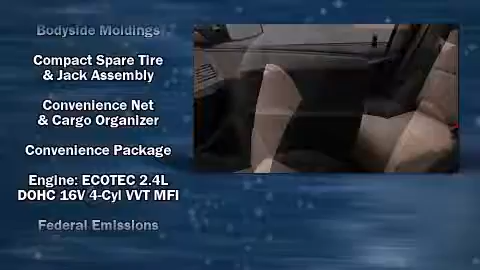 Bodyside Moldings
Compact Spare Tire
& Jack Assembly
Convenience Net
& Cargo Organizer
Convenience Package
Engine: ECOTEC 2.4L
DOHC 16V 4-Cyl VVT MFI
Federal Emissions